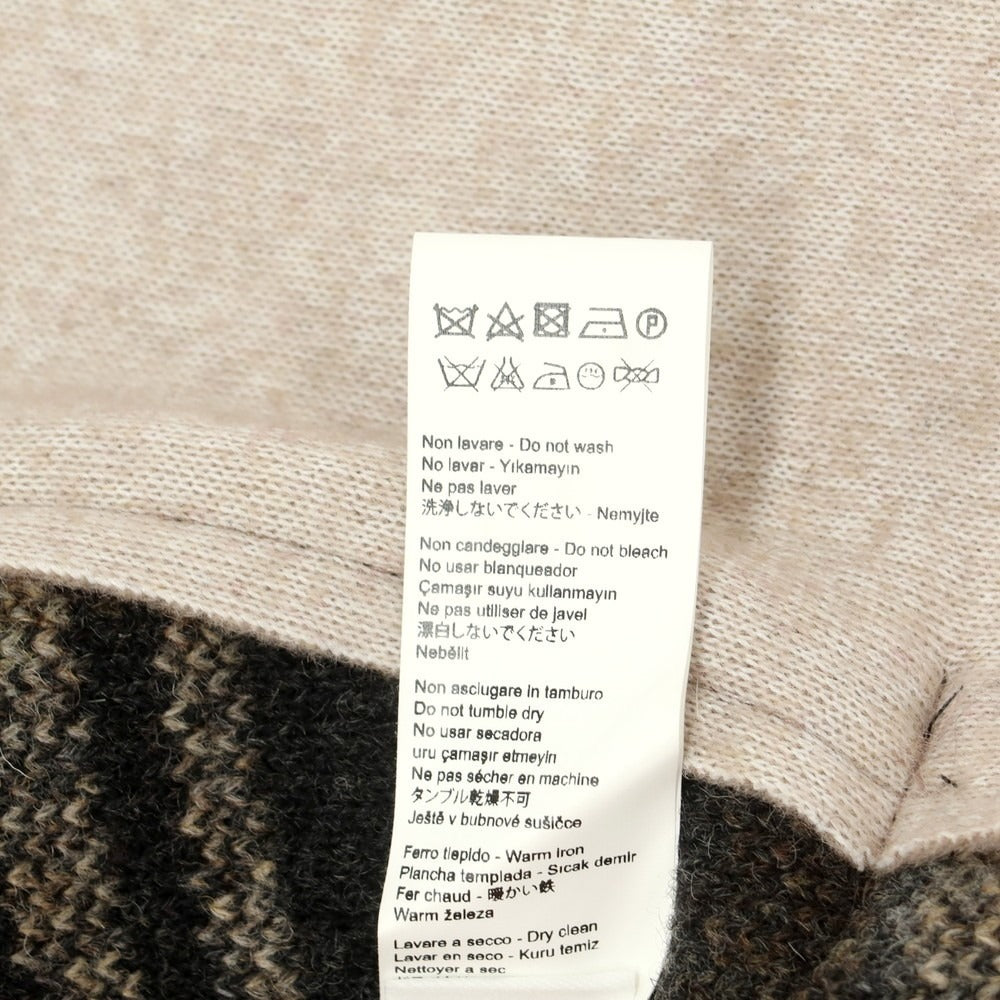 P
Non lavare - Do not wash
No lavar - Yıkamayın
Ne pas laver
洗浄しないでください - Nemyjte
Non candeggiare - Do not bleach
No usar blanqueador
Çamaşır suyu kullanmayın
Ne pas utiliser de javel
漂白しないでください
Nebělit
Non asciugare in tamburo
Do not tumble dry
No usar secadora
uru çamaşır etmeyin
Ne pas sécher en machine
タンブル乾燥不可
Ještě v bubnové sušičce
Ferro tiepido - Warm iron
Plancha templada - Sıcak demir
Fer chaud - 暖かい鉄
Warm železa
Lavare a secco - Dry clean
Lavar en seco - Kuru temiz
Nettoyer a sec